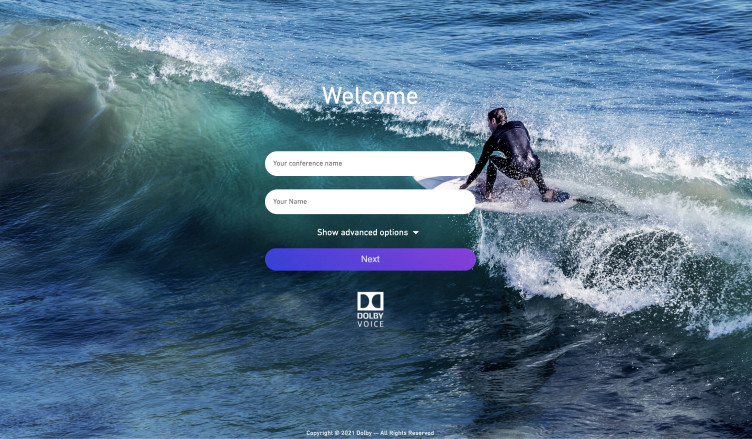 Welcome
Your conference name
Your Name
Show advanced options
Next
DOLBY
VOICE
Copyright © 2021 Dolby — All Rights Reserved